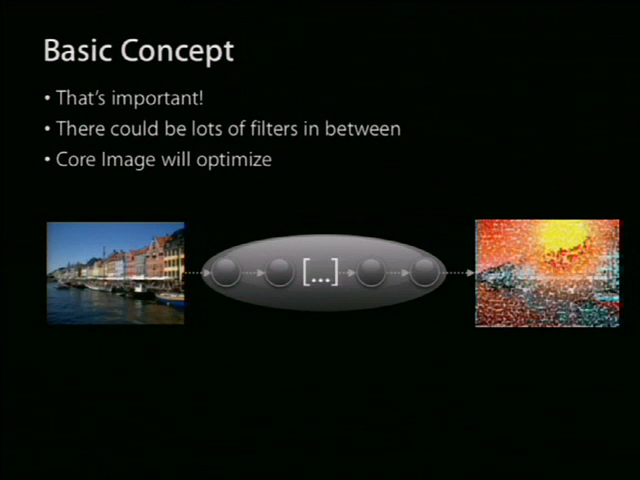 Basic Concept
• That's important!
• There could be lots of filters in between
• Core Image will optimize
[...]